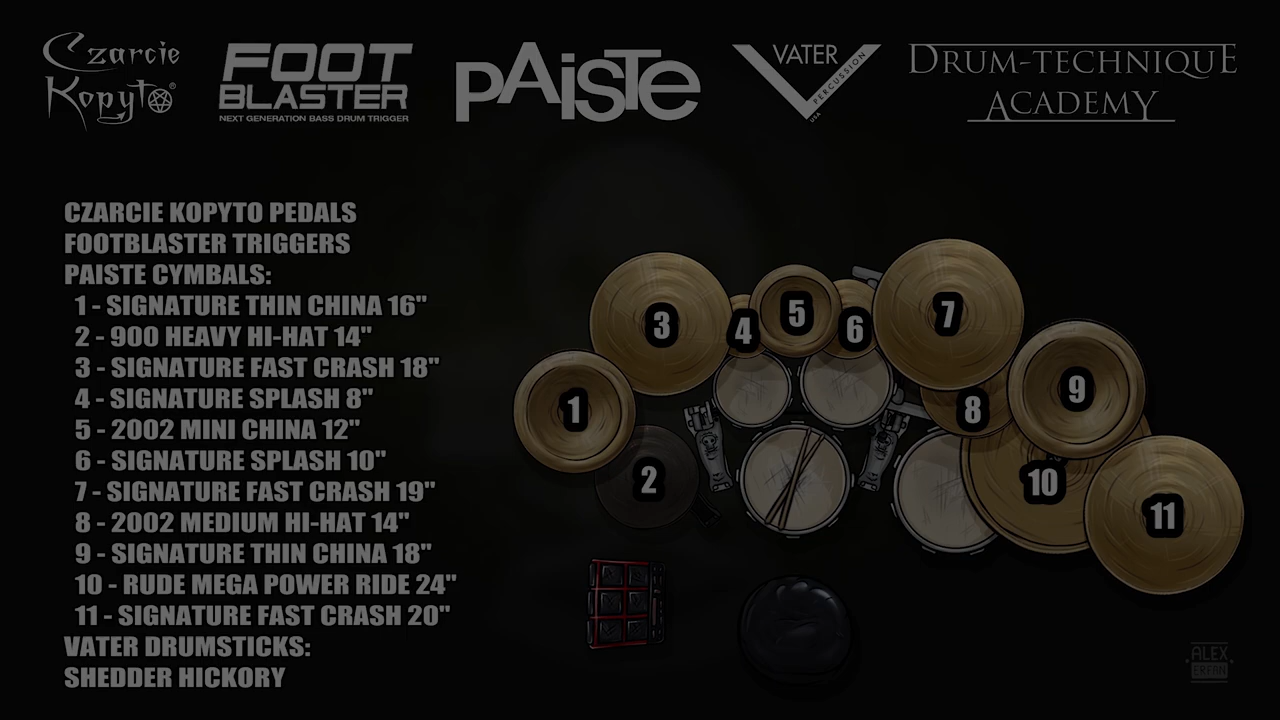 Czarcie Kopyto®
FOOT BLASTER
NEXT GENERATION BASS DRUM TRIGGER
PAiSTe
VATER PERCUSSION USA
DRUM-TECHNIQUE ACADEMY
CZARCIE KOPYTO PEDALS
FOOTBLASTER TRIGGERS
PAISTE CYMBALS:
1 - SIGNATURE THIN CHINA 16"
2 - 900 HEAVY HI-HAT 14"
3 - SIGNATURE FAST CRASH 18"
4 - SIGNATURE SPLASH 8"
5 - 2002 MINI CHINA 12"
6 - SIGNATURE SPLASH 10"
7 - SIGNATURE FAST CRASH 19"
8 - 2002 MEDIUM HI-HAT 14"
9 - SIGNATURE THIN CHINA 18"
10 - RUDE MEGA POWER RIDE 24"
11 - SIGNATURE FAST CRASH 20"
VATER DRUMSTICKS:
SHEDDER HICKORY
1
2
3
4
5
6
7
8
9
10
11
ALEX